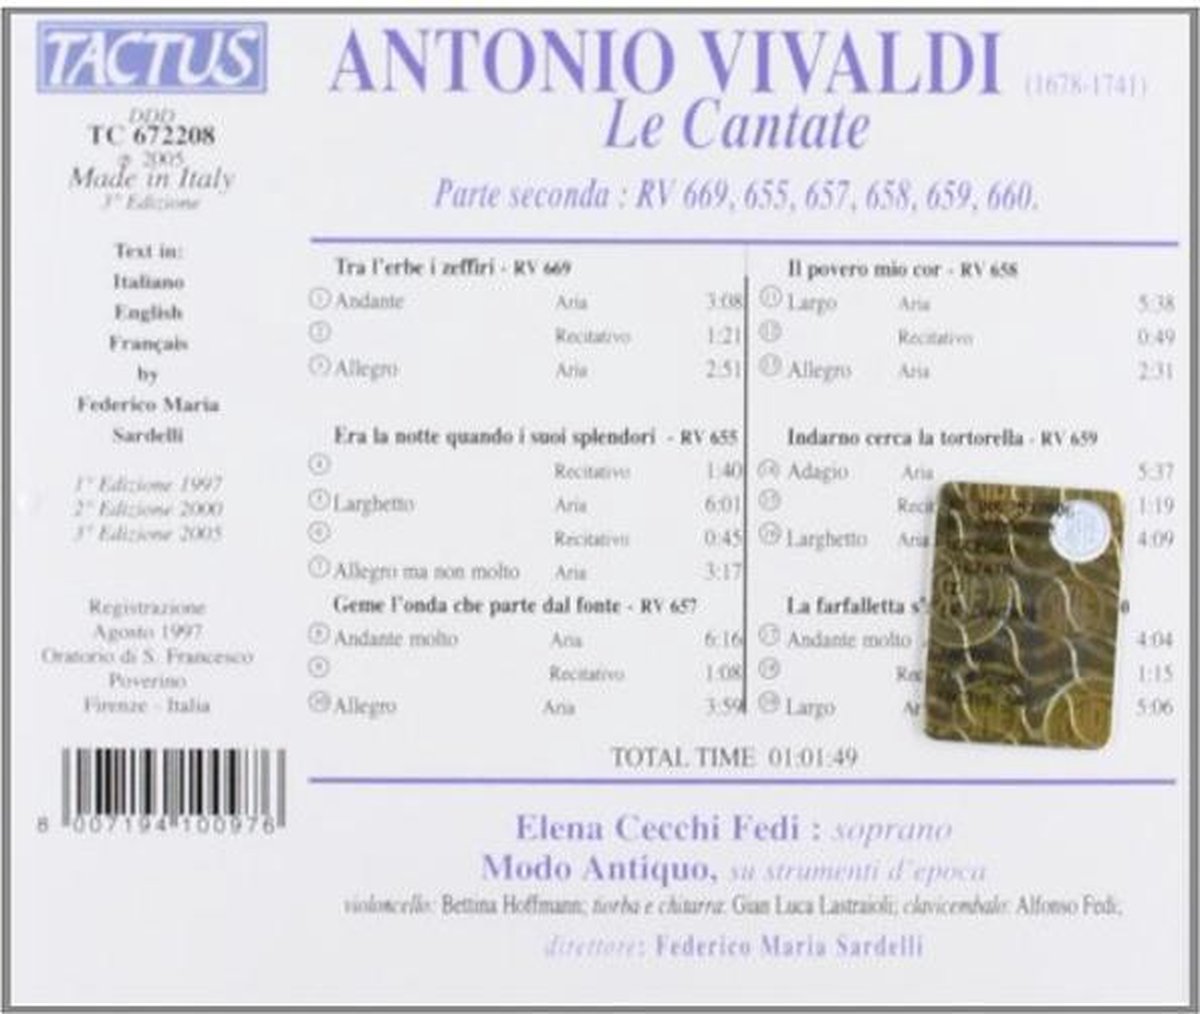 TACTUS
DDD
TC 672208
℗ 2005
Made in Italy
3° Edizione
Text in:
Italiano
English
Français
by
Federico Maria
Sardelli
1° Edizione 1997
2° Edizione 2000
3° Edizione 2005
Registrazione
Agosto 1997
Oratorio di S. Francesco
Poverino
Firenze - Italia
8 007194 100976
ANTONIO VIVALDI (1678-1741)
Le Cantate
Parte seconda : RV 669, 655, 657, 658, 659, 660.
Tra l'erbe i zeffiri - RV 669
1 Andante Aria 3:08
2 Recitativo 1:21
3 Allegro Aria 2:51
Era la notte quando i suoi splendori - RV 655
4 Recitativo 1:40
5 Larghetto Aria 6:01
6 Recitativo 0:45
7 Allegro ma non molto Aria 3:17
Geme l'onda che parte dal fonte - RV 657
8 Andante molto Aria 6:16
9 Recitativo 1:08
10 Allegro Aria 3:59
Il povero mio cor - RV 658
11 Largo Aria 5:38
12 Recitativo 0:49
13 Allegro Aria 2:31
Indarno cerca la tortorella - RV 659
14 Adagio Aria 5:37
15 Recit 1:19
16 Larghetto Aria 4:09
La farfalletta s' 0
17 Andante molto 4:04
18 Rec 1:15
19 Largo Ar 5:06
TOTAL TIME 01:01:49
Elena Cecchi Fedi : soprano
Modo Antiquo, su strumenti d'epoca
violoncello: Bettina Hoffmann; tiorba e chitarra: Gian Luca Lastraioli; clavicembalo: Alfonso Fedi;
direttore: Federico Maria Sardelli